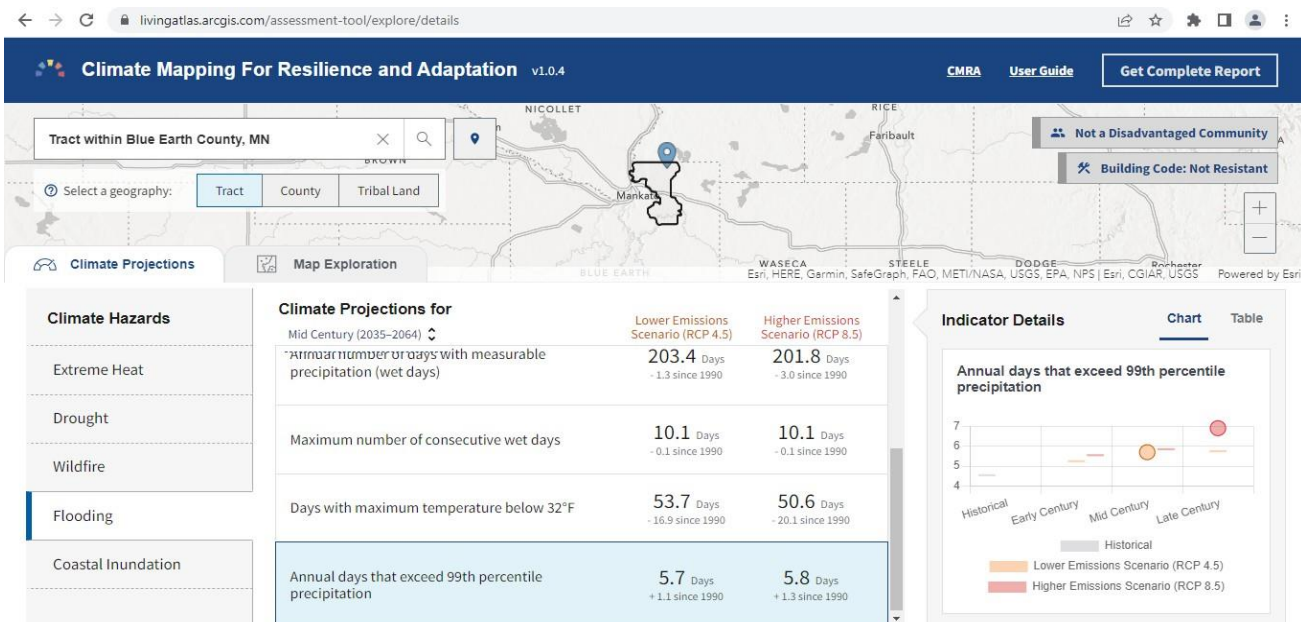 livingatlas.arcgis.com/assessment-tool/explore/details
Climate Mapping For Resilience and Adaptation v1.0.4
CMRA
User Guide
Get Complete Report
NICOLLET
RICE
Faribault
BROWN
Mankato
BLUE EARTH
WASECA
STEELE
DODGE
Rochester
Tract within Blue Earth County, MN
Select a geography:
Tract
County
Tribal Land
Not a Disadvantaged Community
Building Code: Not Resistant
+
−
Esri, HERE, Garmin, SafeGraph, FAO, METI/NASA, USGS, EPA, NPS | Esri, CGIAR, USGS Powered by Esri
Climate Projections
Map Exploration
Climate Hazards
Extreme Heat
Drought
Wildfire
Flooding
Coastal Inundation
Climate Projections for
Mid Century (2035–2064)
Lower Emissions
Scenario (RCP 4.5)
Higher Emissions
Scenario (RCP 8.5)
Annual number of days with measurable
precipitation (wet days)
203.4 Days
- 1.3 since 1990
201.8 Days
- 3.0 since 1990
Maximum number of consecutive wet days
10.1 Days
- 0.1 since 1990
10.1 Days
- 0.1 since 1990
Days with maximum temperature below 32°F
53.7 Days
- 16.9 since 1990
50.6 Days
- 20.1 since 1990
Annual days that exceed 99th percentile
precipitation
5.7 Days
+ 1.1 since 1990
5.8 Days
+ 1.3 since 1990
Indicator Details
Chart
Table
Annual days that exceed 99th percentile
precipitation
7
6
5
4
Historical
Early Century
Mid Century
Late Century
Historical
Lower Emissions Scenario (RCP 4.5)
Higher Emissions Scenario (RCP 8.5)